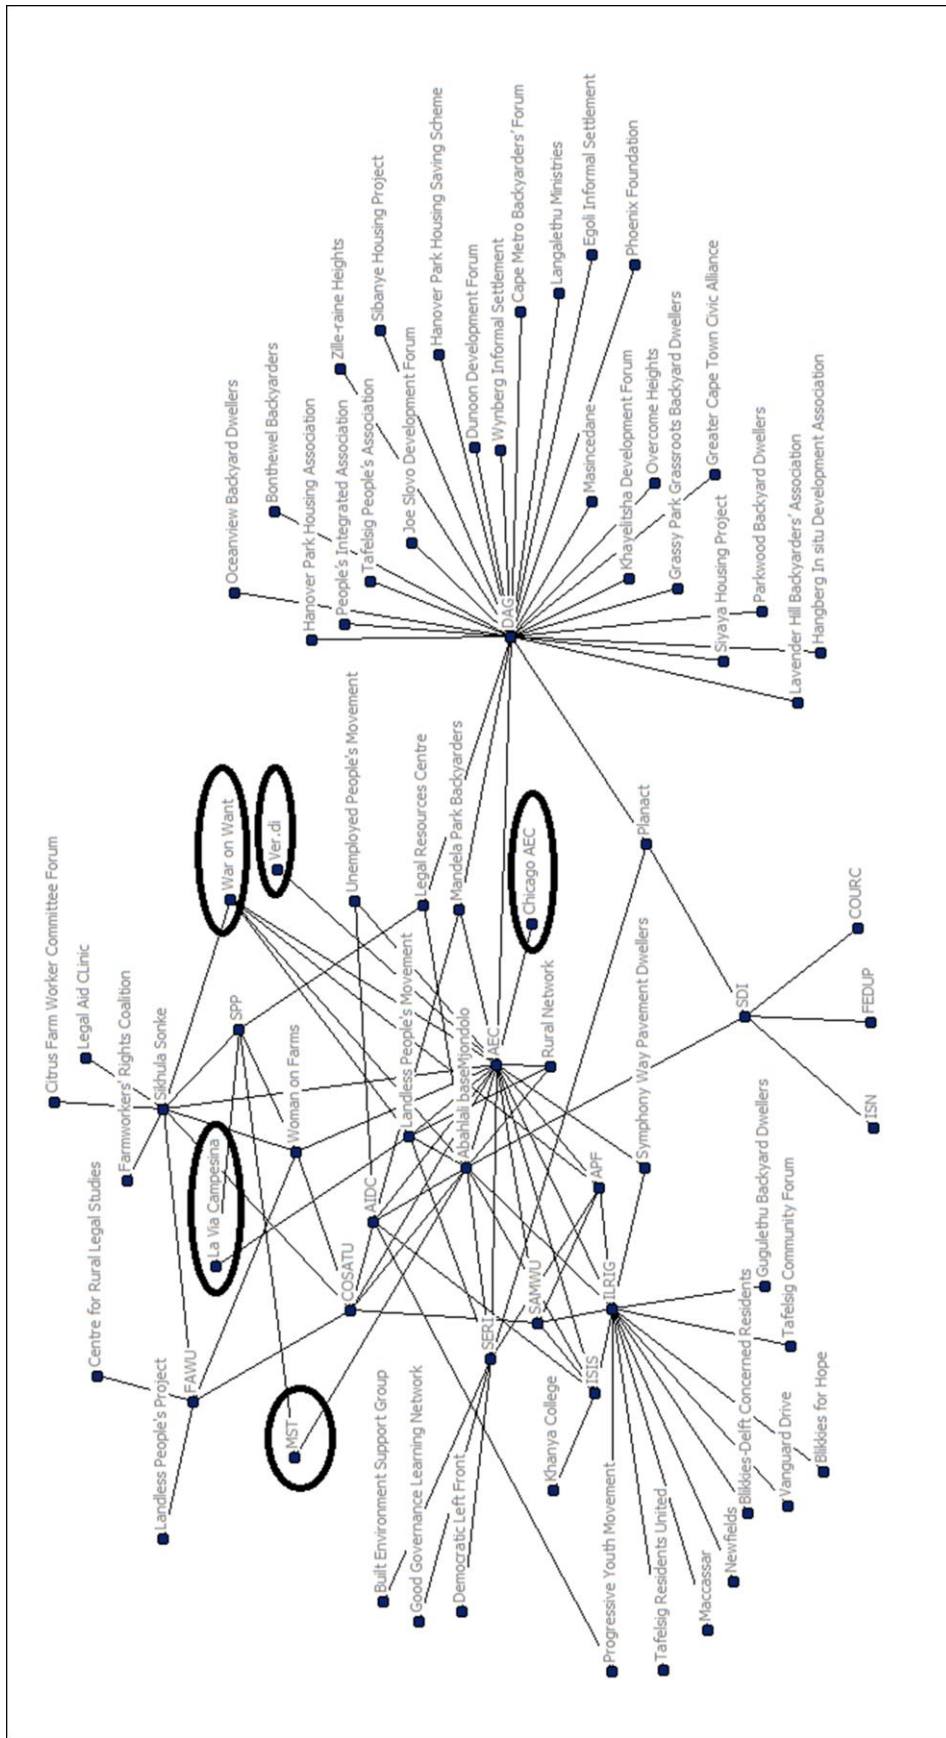 Oceanview Backyard Dwellers
Bonthewel Backyarders
Hanover Park Housing Association
People's Integrated Association
Tafelsig People's Association
Zille-raine Heights
Sibanye Housing Project
Joe Slovo Development Forum
Hanover Park Housing Saving Scheme
Dunoon Development Forum
Wynberg Informal Settlement
Cape Metro Backyarders' Forum
Langalethu Ministries
Egoli Informal Settlement
Phoenix Foundation
Masincedane
Khayelitsha Development Forum
Overcome Heights
Grassy Park Grassroots Backyard Dwellers
Greater Cape Town Civic Alliance
Siyaya Housing Project
Parkwood Backyard Dwellers
Lavender Hill Backyarders' Association
Hangberg In situ Development Association
DAG
Citrus Farm Worker Committee Forum
Legal Aid CLinic
Farmworkers' Rights Coalition
Sikhula Sonke
War on Want
Ver.di
SPP
Woman on Farms
Unemployed People's Movement
Legal Resources Centre
Mandela Park Backyarders
Chicago AEC
Landless People's Movement
Abahlali baseMjondolo
AEC
Rural Network
Symphony Way Pavement Dwellers
Planact
SDI
COURC
FEDUP
ISN
Centre for Rural Legal Studies
Landless People's Project
FAWU
La Via Campesina
MST
COSATU
AIDC
SERI
SAMWU
APF
ILRIG
ISIS
Khanya College
Built Environment Support Group
Good Governance Learning Network
Democratic Left Front
Progressive Youth Movement
Tafelsig Residents United
Maccassar
Newfields
Blikkies-Delft Concerned Residents
Vanguard Drive
Blikkies for Hope
Tafelsig Community Forum
Gugulethu Backyard Dwellers